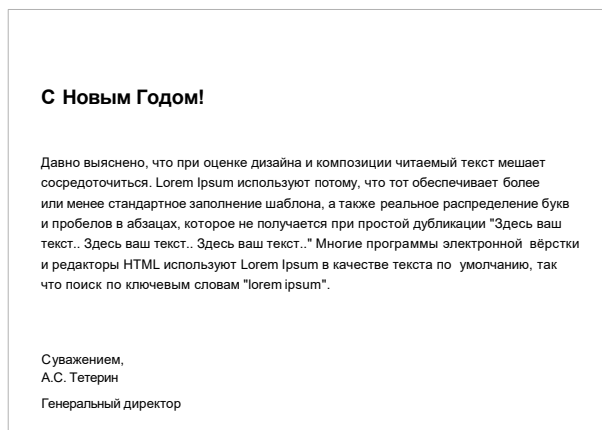 С Новым Годом!
Давно выяснено, что при оценке дизайна и композиции читаемый текст мешает
сосредоточиться. Lorem Ipsum используют потому, что тот обеспечивает более
или менее стандартное заполнение шаблона, а также реальное распределение букв
и пробелов в абзацах, которое не получается при простой дубликации "Здесь ваш
текст.. Здесь ваш текст.. Здесь ваш текст.." Многие программы электронной вёрстки
и редакторы HTML используют Lorem Ipsum в качестве текста по умолчанию, так
что поиск по ключевым словам "lorem ipsum".
С уважением,
А.С. Тетерин
Генеральный директор